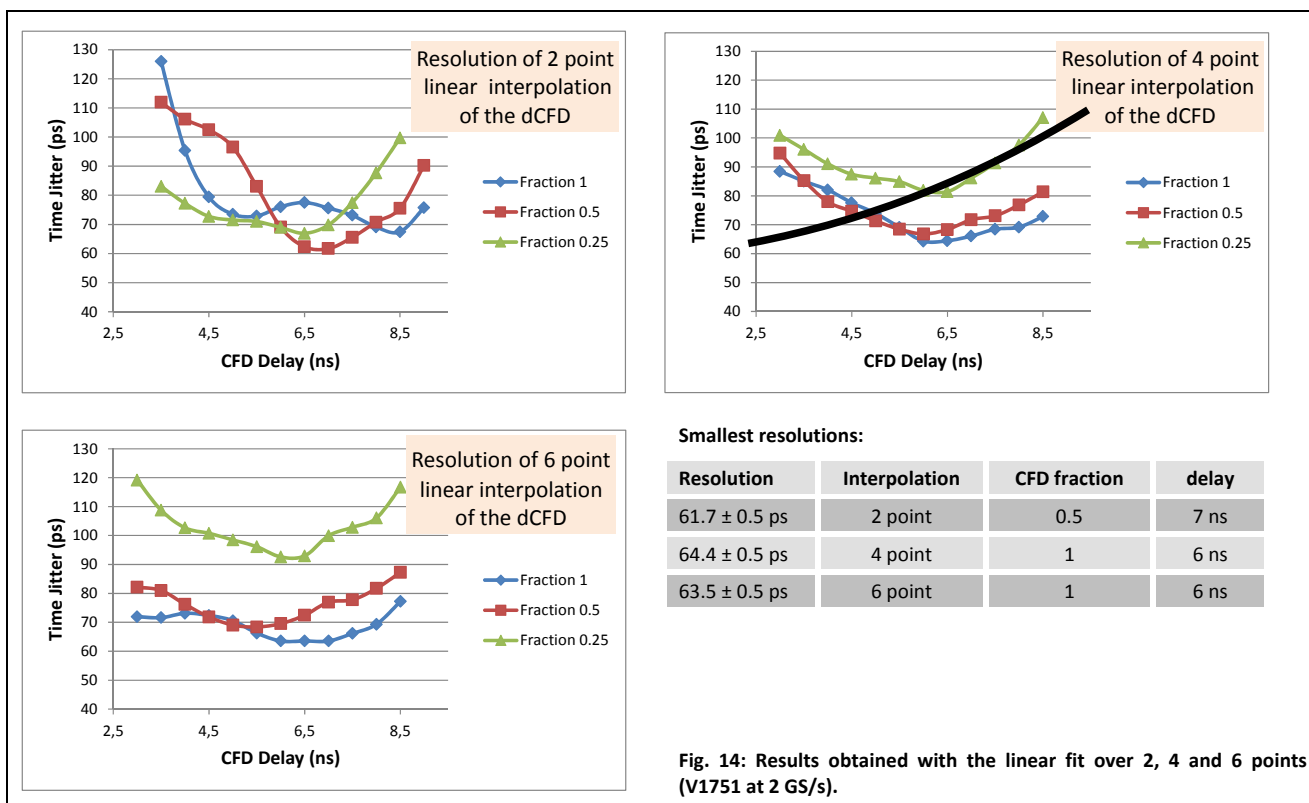 Resolution of 2 point
linear interpolation
of the dCFD
130
120
110
100
90
80
70
60
50
40
Time Jitter (ps)
2,5
4,5
6,5
8,5
CFD Delay (ns)
Fraction 1
Fraction 0.5
Fraction 0.25
Resolution of 4 point
linear interpolation
of the dCFD
130
120
110
100
90
80
70
60
50
40
Time Jitter (ps)
2,5
4,5
6,5
8,5
CFD Delay (ns)
Fraction 1
Fraction 0.5
Fraction 0.25
Resolution of 6 point
linear interpolation
of the dCFD
130
120
110
100
90
80
70
60
50
40
Time Jitter (ps)
2,5
4,5
6,5
8,5
CFD Delay (ns)
Fraction 1
Fraction 0.5
Fraction 0.25
Smallest resolutions:
Resolution Interpolation CFD fraction delay
61.7 ± 0.5 ps 2 point 0.5 7 ns
64.4 ± 0.5 ps 4 point 1 6 ns
63.5 ± 0.5 ps 6 point 1 6 ns
Fig. 14: Results obtained with the linear fit over 2, 4 and 6 points
(V1751 at 2 GS/s).